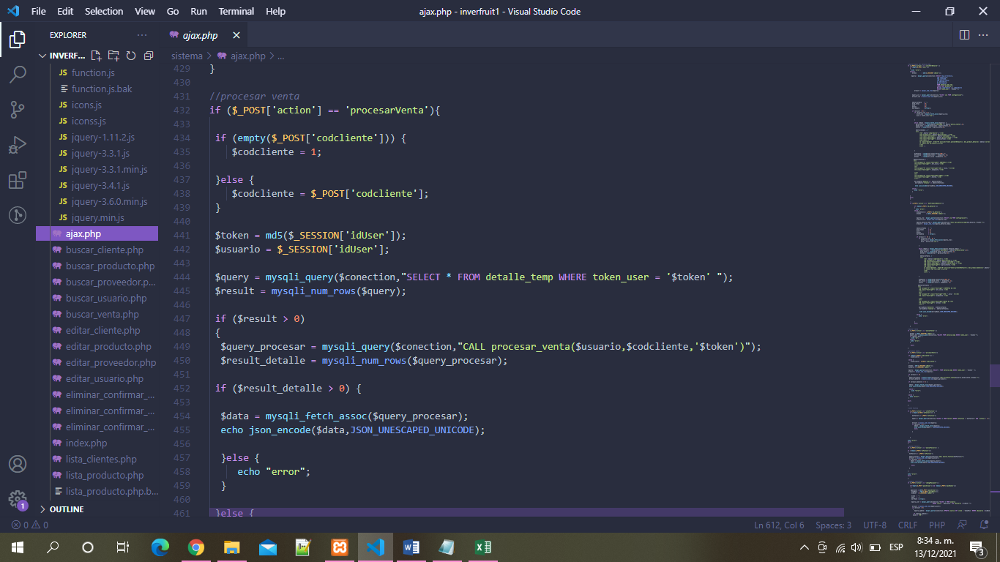 File Edit Selection View Go Run Terminal Help
ajax.php - inverfruit1 - Visual Studio Code
EXPLORER
ajax.php
INVERF...
sistema > ajax.php > ...
function.js
function.js.bak
icons.js
iconss.js
jquery-1.11.2.js
jquery-3.3.1.js
jquery-3.3.1.min.js
jquery-3.4.1.js
jquery-3.6.0.min.js
jquery.min.js
ajax.php
buscar_cliente.php
buscar_producto.php
buscar_proveedor.p...
buscar_usuario.php
buscar_venta.php
editar_cliente.php
editar_producto.php
editar_proveedor.php
editar_usuario.php
eliminar_confirmar_...
eliminar_confirmar_...
eliminar_confirmar_...
index.php
lista_clientes.php
lista_producto.php
lista_producto.php.b...
OUTLINE
429 }
430
431 //procesar venta
432 if ($_POST['action'] == 'procesarVenta'){
433
434 if (empty($_POST['codcliente'])) {
435 $codcliente = 1;
436
437 }else {
438 $codcliente = $_POST['codcliente'];
439 }
440
441 $token = md5($_SESSION['idUser']);
442 $usuario = $_SESSION['idUser'];
443
444 $query = mysqli_query($conection,"SELECT * FROM detalle_temp WHERE token_user = '$token' ");
445 $result = mysqli_num_rows($query);
446
447 if ($result > 0)
448 {
449 $query_procesar = mysqli_query($conection,"CALL procesar_venta($usuario,$codcliente,'$token')");
450 $result_detalle = mysqli_num_rows($query_procesar);
451
452 if ($result_detalle > 0) {
453
454 $data = mysqli_fetch_assoc($query_procesar);
455 echo json_encode($data,JSON_UNESCAPED_UNICODE);
456
457 }else {
458 echo "error";
459 }
460
461 }else {
1
0 0
Ln 612, Col 6 Spaces: 3 UTF-8 CRLF PHP
ESP
8:34 a. m.
13/12/2021
3